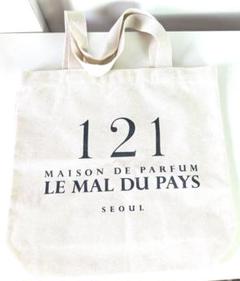 121
MAISON DE PARFUM
LE MAL DU PAYS
SEOUL